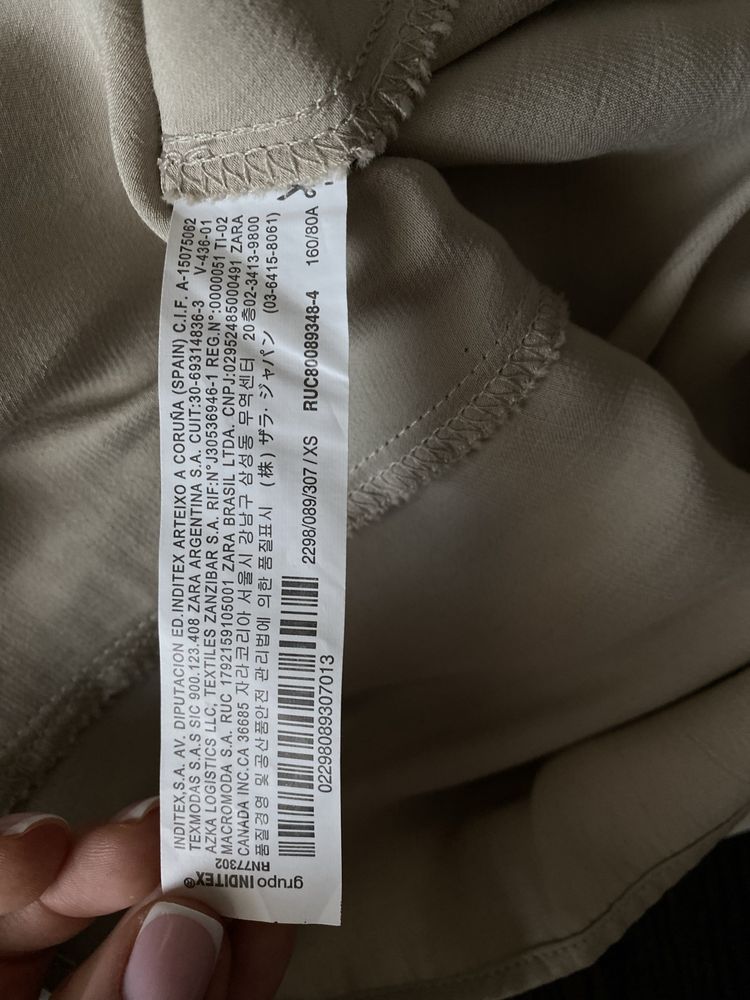 INDITEX,S.A. AV. DIPUTACION ED.INDITEX ARTEIXO A CORUÑA (SPAIN) C.I.F. A-15075062
TEXMODAS S.A.S SIC 900.123.408 ZARA ARGENTINA S.A. CUIT:30-69314836-3 V-436-01
AZKA LOGISTICS LLC, TEXTILES ZANZIBAR S.A. RIF:N°J30536946-1 REG.N°:0000051 TI-02
MACROMODA S.A. RUC 1792159105001 ZARA BRASIL LTDA. CNPJ:02952485000491 ZARA
CANADA INC.CA 36685 자라코리아 서울시 강남구 삼성동 무역센터 20층02-3413-9800
품질경영 및 공산품안전 관리법에 의한 품질표시 (株) ザラ·ジャパン (03-6415-8061)
RUC80089348-4 160/80A
2298/089/307/XS
02298089307013
RN77302
grupo INDITEX®